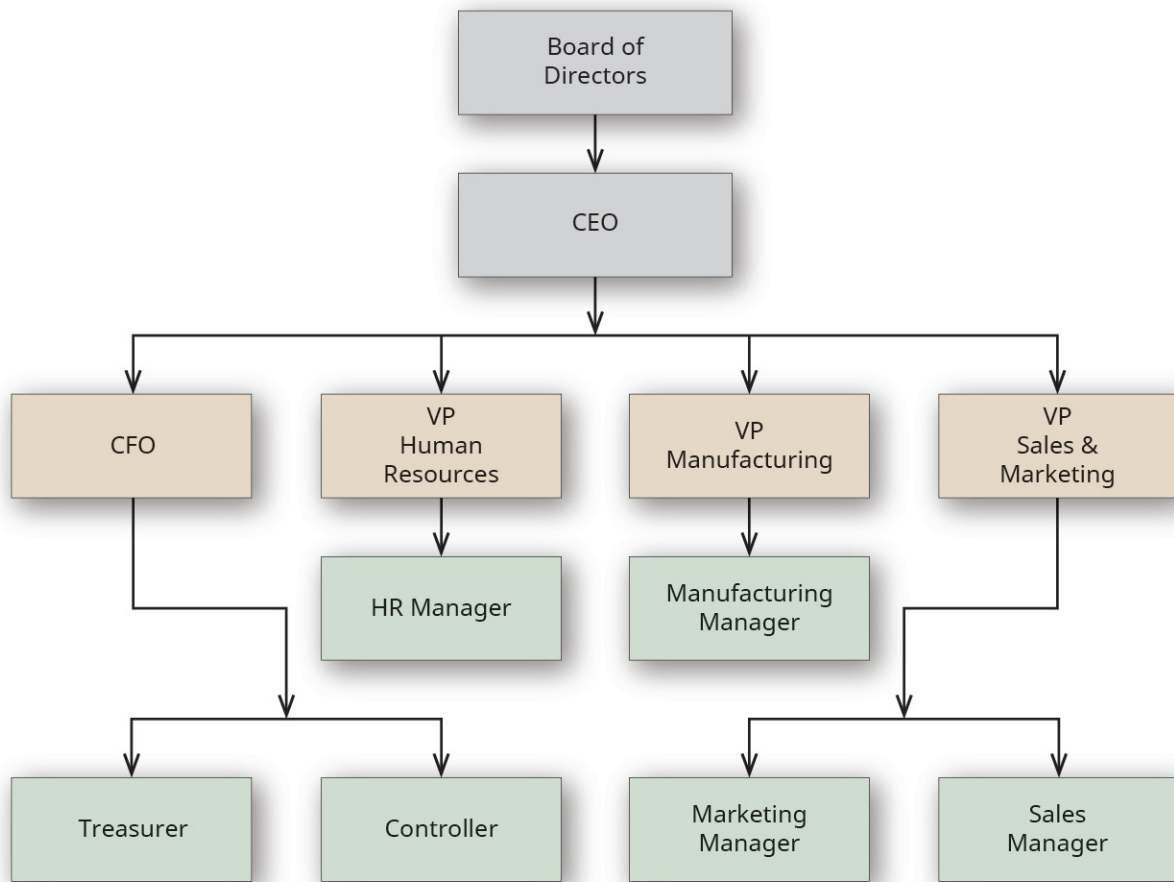 Board of
Directors
CEO
CFO
VP
Human
Resources
VP
Manufacturing
VP
Sales &
Marketing
HR Manager
Manufacturing
Manager
Treasurer
Controller
Marketing
Manager
Sales
Manager